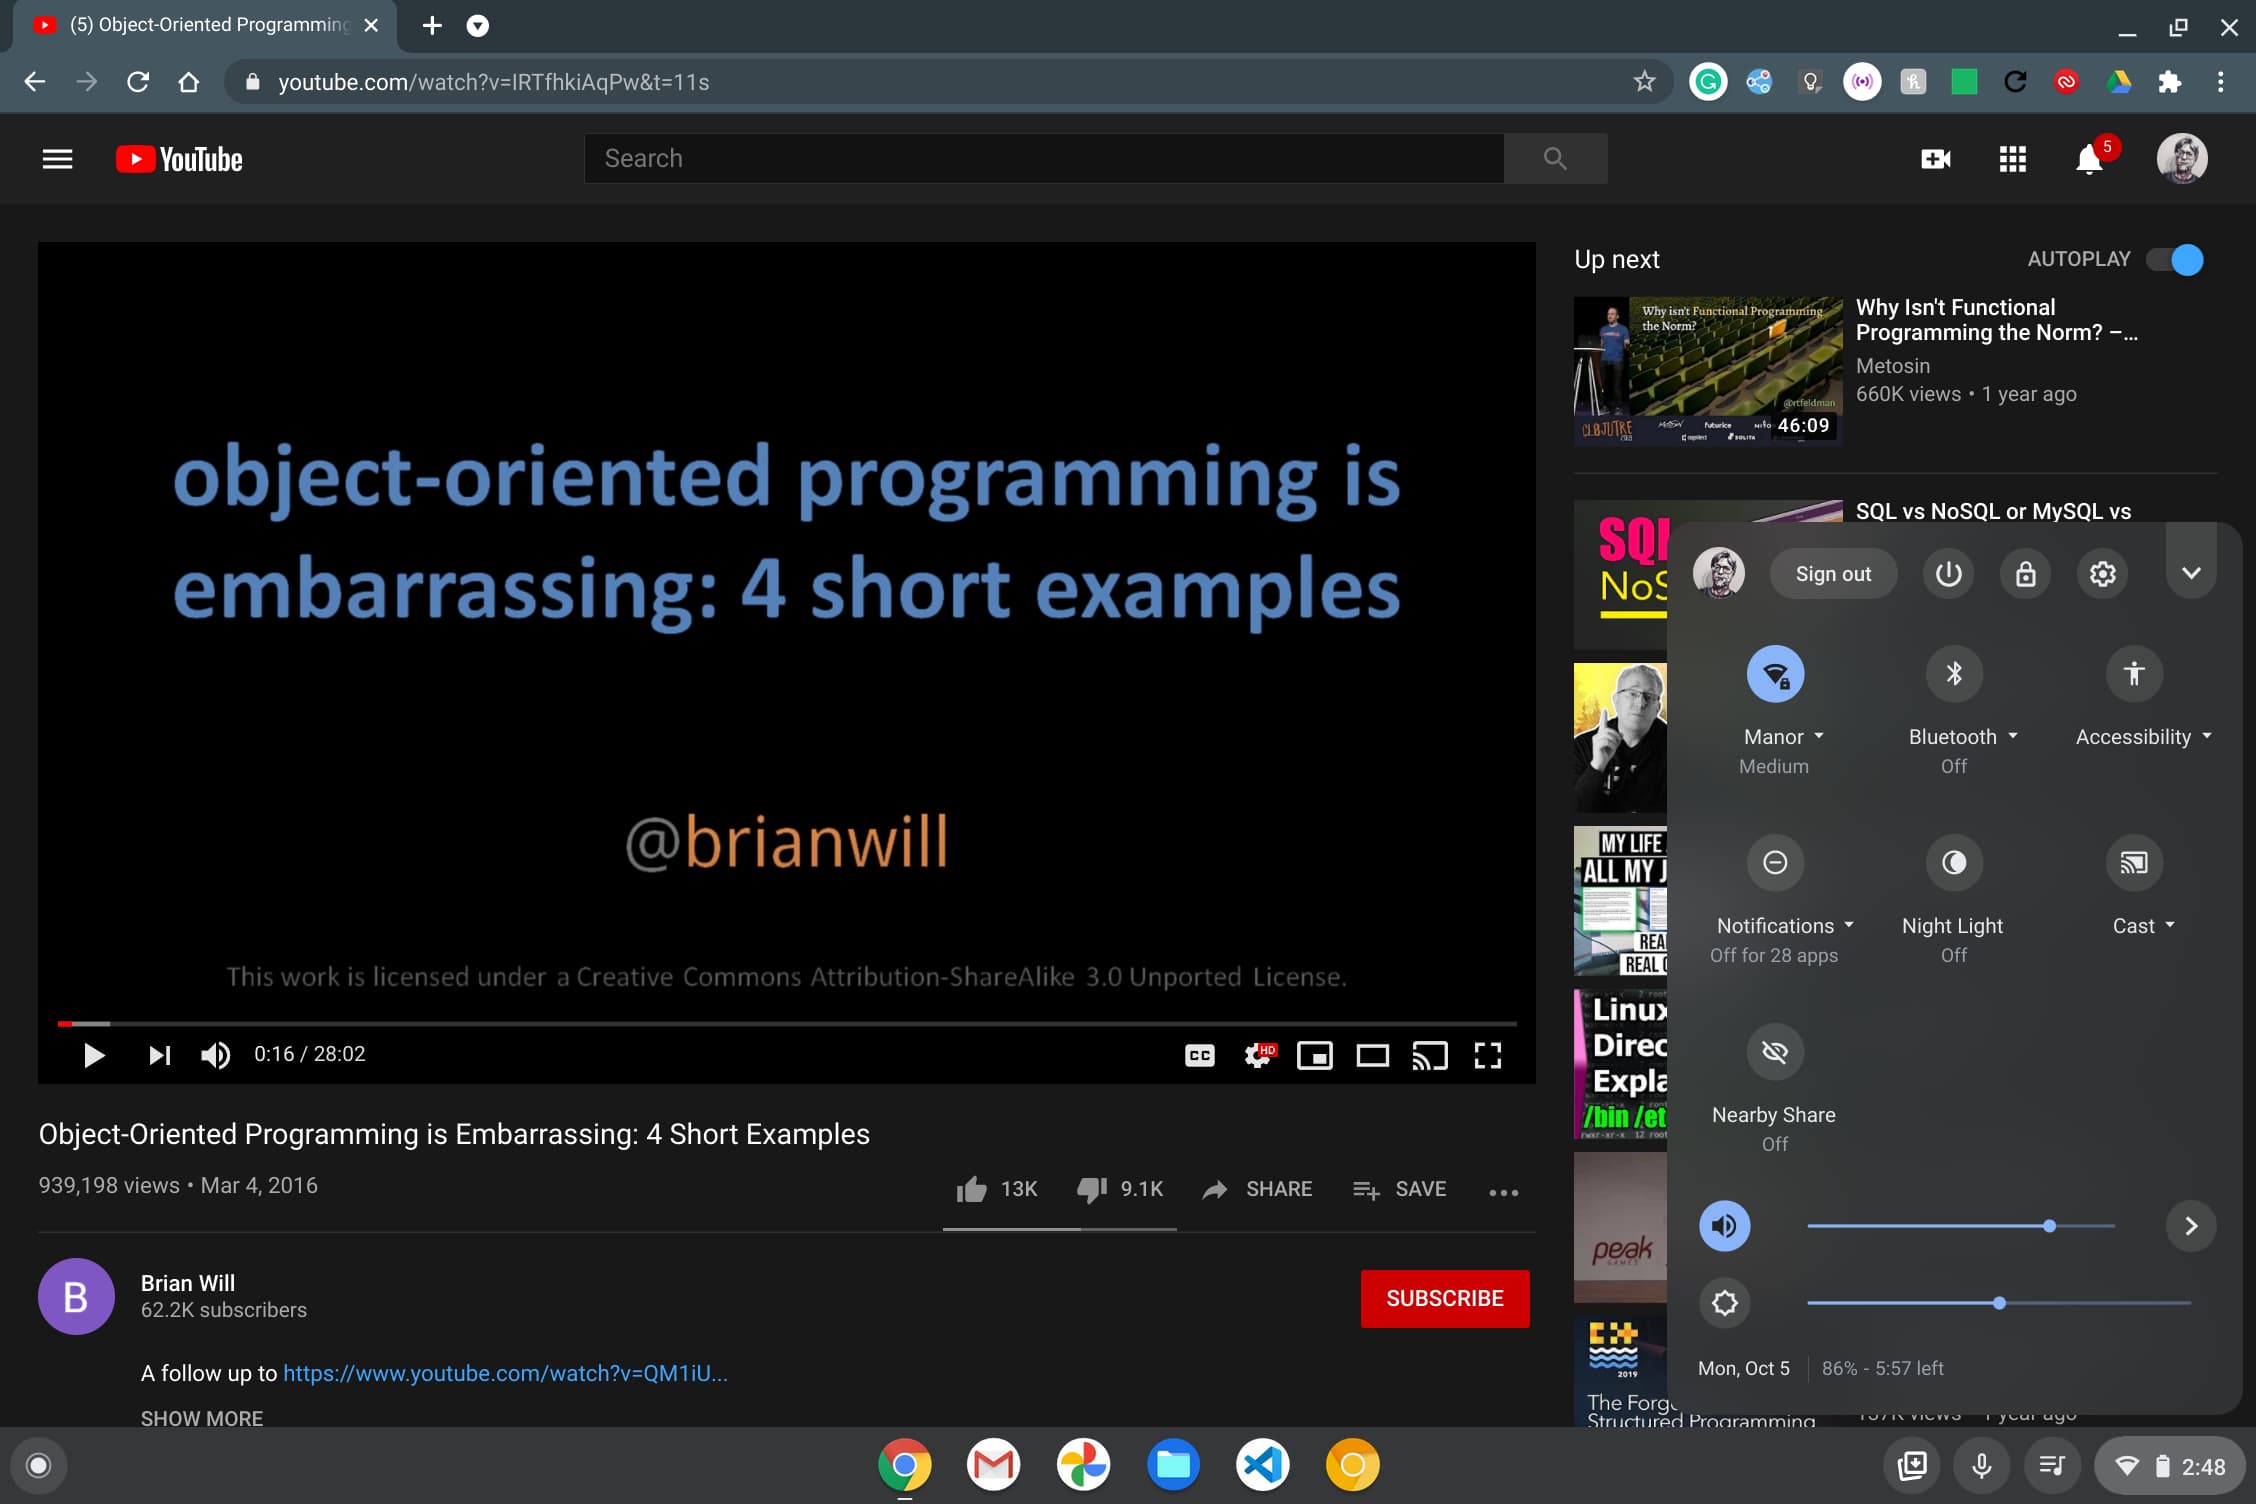 (5) Object-Oriented Programming
youtube.com/watch?v=IRTfhkiAqPw&t=11s
YouTube
Search
5
object-oriented programming is
embarrassing: 4 short examples
@brianwill
This work is licensed under a Creative Commons Attribution-ShareAlike 3.0 Unported License.
0:16 / 28:02
CC
HD
Object-Oriented Programming is Embarrassing: 4 Short Examples
939,198 views • Mar 4, 2016
13K
9.1K
SHARE
SAVE
B
Brian Will
62.2K subscribers
SUBSCRIBE
A follow up to https://www.youtube.com/watch?v=QM1iU...
SHOW MORE
Up next
AUTOPLAY
Why isn't Functional Programming
the Norm?
@rtfeldman
futurice
46:09
Why Isn't Functional
Programming the Norm? –...
Metosin
660K views • 1 year ago
SQL
NoS
SQL vs NoSQL or MySQL vs
MY LIFE
ALL MY J
REA
REAL
Linux
Direc
Expla
/bin /et
peak
GAMES
2019
The Forgo
Structured Programming
137K views • 1 year ago
Sign out
Manor
Medium
Bluetooth
Off
Accessibility
Notifications
Off for 28 apps
Night Light
Off
Cast
Nearby Share
Off
Mon, Oct 5
86% - 5:57 left
2:48